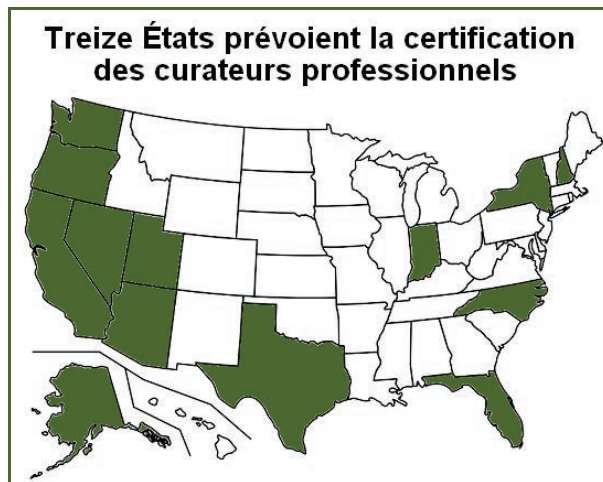 Treize États prévoient la certification
des curateurs professionnels